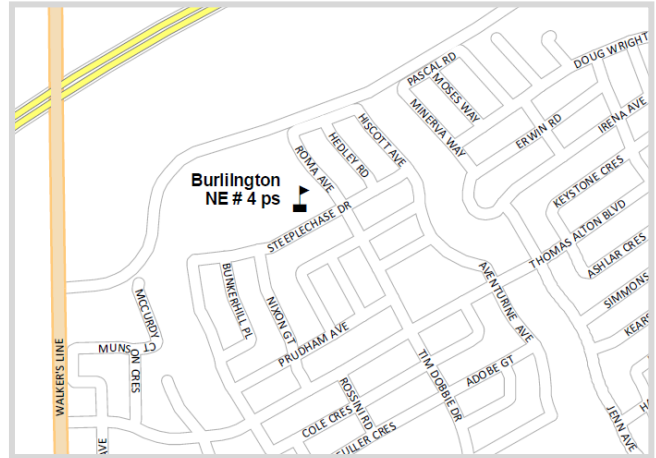 DOUG WRIGHT
PASCAL RD
MOSES WAY
MINERVA WAY
IRENA AVE
ERWIN RD
HISCOTT AVE
HEDLEY RD
ROMA AVE
KEYSTONE CRES
Burlilngton
NE # 4 ps
STEEPLECHASE DR
THOMAS ALTON BLVD
ASHLAR CRES
BUNKERHILL PL
AVENTURINE AVE
SIMMONS
MCCURDY
CT
NIXON GT
KEARS
PRUDHAM AVE
MUNS
ON CRES
WALKER'S LINE
TIM DOBBIE DR
ADOBE GT
ROSSINI RD
COLE CRES
JENN AVE
FULLER CRES
AVE